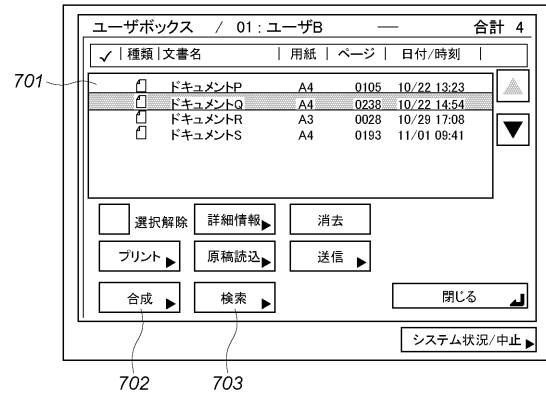 ユーザボックス / 01:ユーザB — 合計 4
✓ | 種類 | 文書名 | 用紙 | ページ | 日付/時刻 |
701
ドキュメントP A4 0105 10/22 13:23
ドキュメントQ A4 0238 10/22 14:54
ドキュメントR A3 0028 10/29 17:08
ドキュメントS A4 0193 11/01 09:41
選択解除 詳細情報 消去
プリント 原稿読込 送信
合成 検索 閉じる
システム状況/中止
702 703